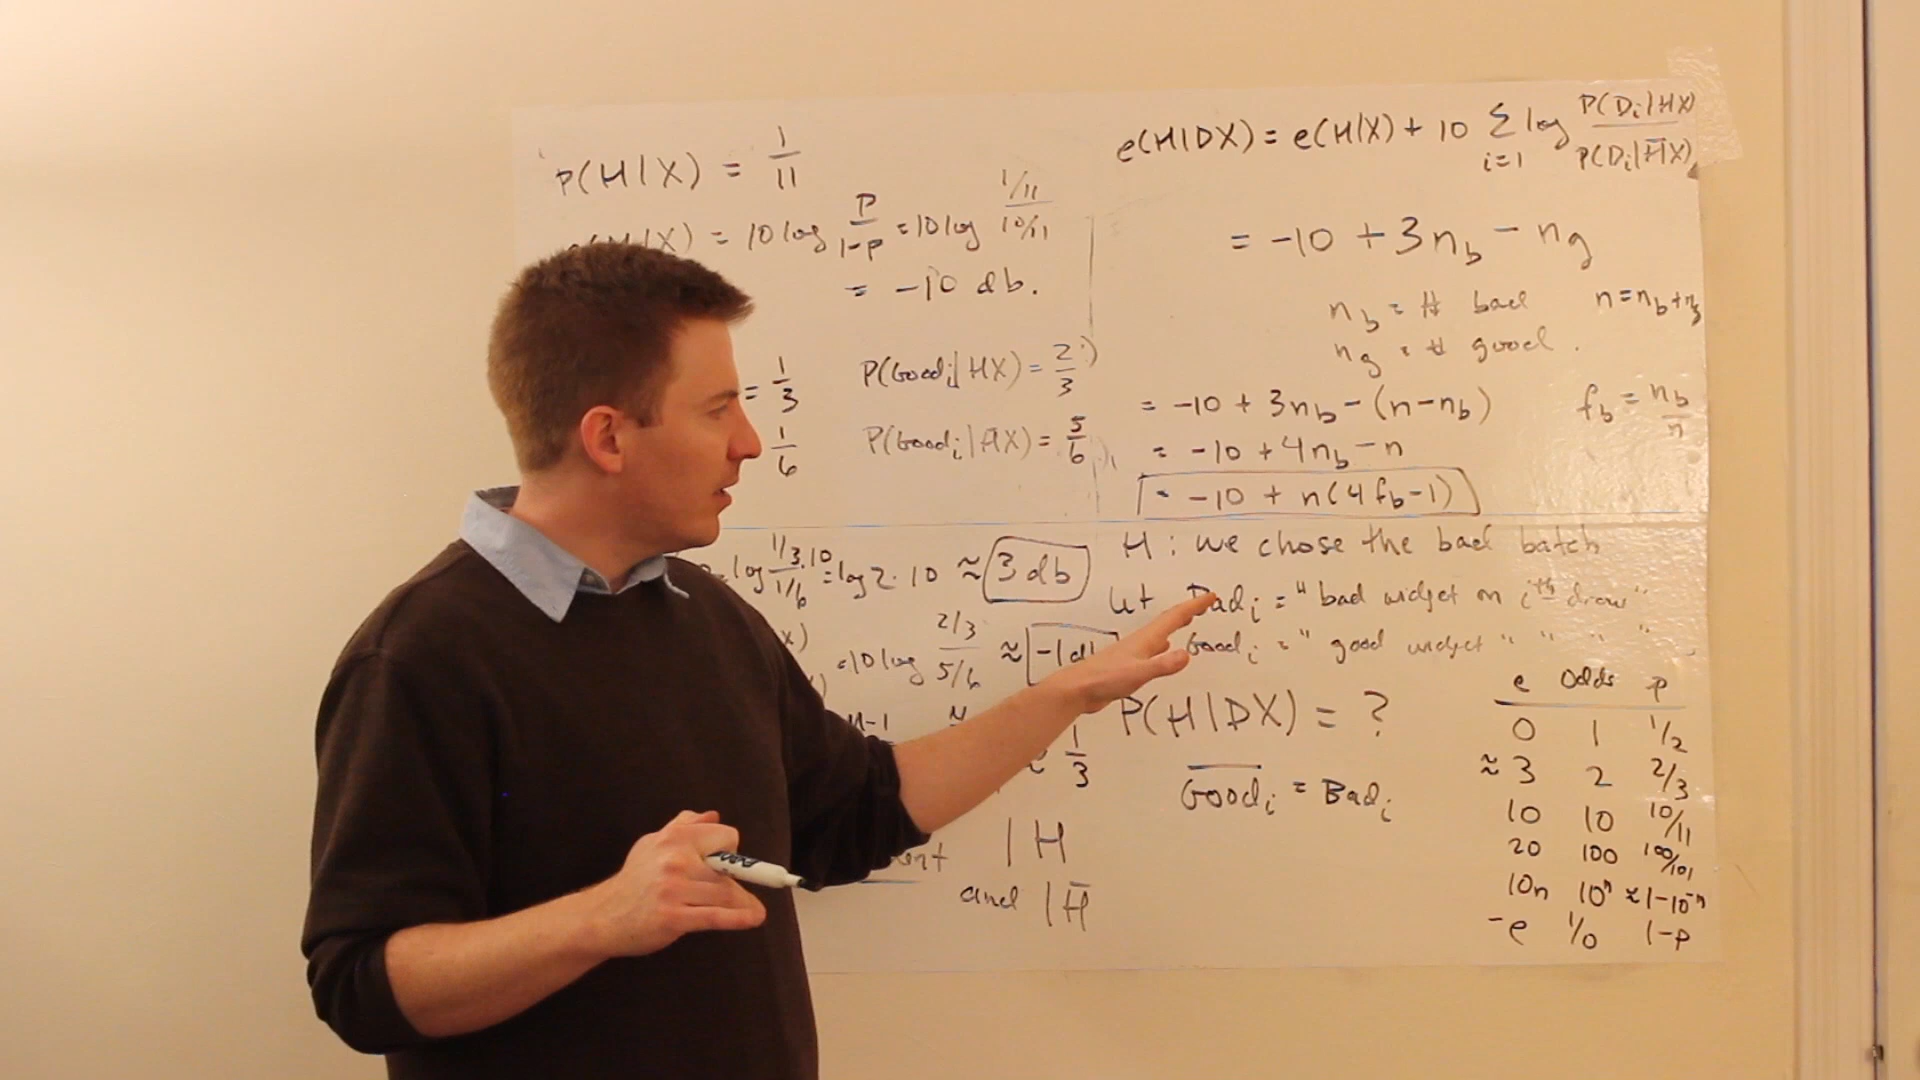 P(H|X) = 1/11
(H|X) = 10 log P/1-P = 10 log 1/11 / 10/11
= -10 db.
= 1/3 P(Good_i|HX) = 2/3
1/6 P(Good_i|H̄X) = 5/6
= log 1/3 / 1/6 · 10 = log 2 · 10 ≈ 3 db
x)
= 10 log 2/3 / 5/6 ≈ -1 d
M-1
1/3
| H
and | H̄
e(H|DX) = e(H|X) + 10 Σ i=1 log P(D_i|HX) / P(D_i|H̄X)
= -10 + 3n_b - n_g
n_b = # bad n = n_b + n_g
n_g = # good.
= -10 + 3n_b - (n - n_b) f_b = n_b/n
= -10 + 4n_b - n
= -10 + n(4f_b - 1)
H : we chose the bad batch
let Bad_i = "bad widget on i^th draw"
Good_i = "good widget " " " "
P(H|DX) = ?
‾Good_i = Bad_i
e Odds p
0 1 1/2
≈ 3 2 2/3
10 10 10/11
20 100 100/101
10n 10^n ≈ 1-10^-n
-e 1/o 1-p